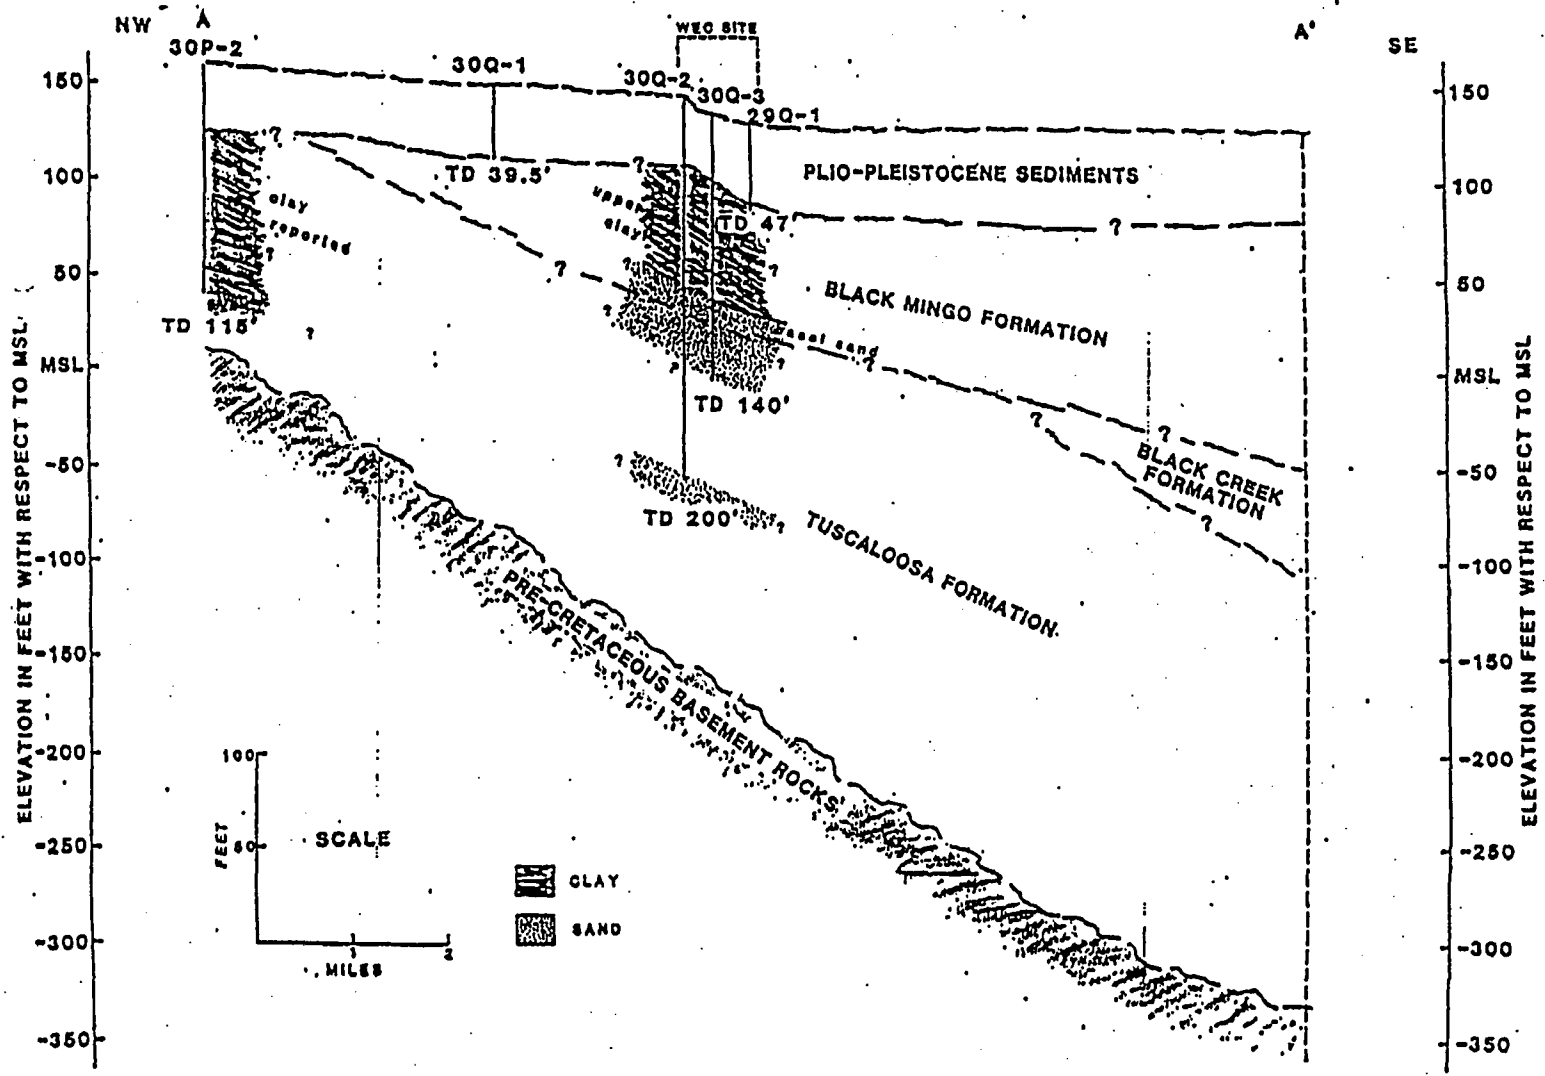 NW
A
WEC SITE
A'
SE
30P-2
30Q-1
30Q-2
30Q-3
29Q-1
150
100
50
MSL
-50
-100
-150
-200
-250
-300
-350
ELEVATION IN FEET WITH RESPECT TO MSL
150
100
50
MSL
-50
-100
-150
-200
-250
-300
-350
ELEVATION IN FEET WITH RESPECT TO MSL
?
TD 39.5'
?
PLIO-PLEISTOCENE SEDIMENTS
clay
reported
?
upper
clay
TD 47'
?
?
?
?
BLACK MINGO FORMATION
TD 115'
?
?
basal sand
?
?
?
TD 140'
?
?
BLACK CREEK
FORMATION
?
?
TD 200'
?
TUSCALOOSA FORMATION
PRE-CRETACEOUS BASEMENT ROCKS
100
50
FEET
SCALE
1
2
MILES
CLAY
SAND